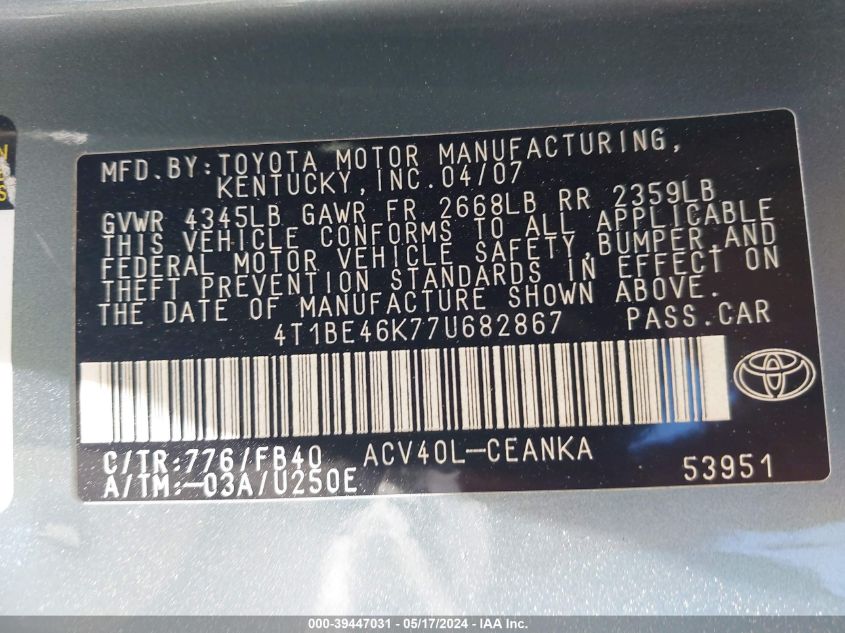 MFD.BY:TOYOTA MOTOR MANUFACTURING,
KENTUCKY,INC.04/07
GVWR 4345LB GAWR FR 2668LB RR 2359LB
THIS VEHICLE CONFORMS TO ALL APPLICABLE
FEDERAL MOTOR VEHICLE SAFETY,BUMPER,AND
THEFT PREVENTION STANDARDS IN EFFECT ON
THE DATE OF MANUFACTURE SHOWN ABOVE.
4T1BE46K77U682867 PASS.CAR
C/TR:776/FB40 ACV40L-CEANKA
A/TM:-03A/U250E 53951
000-39447031 - 05/17/2024 - IAA Inc.